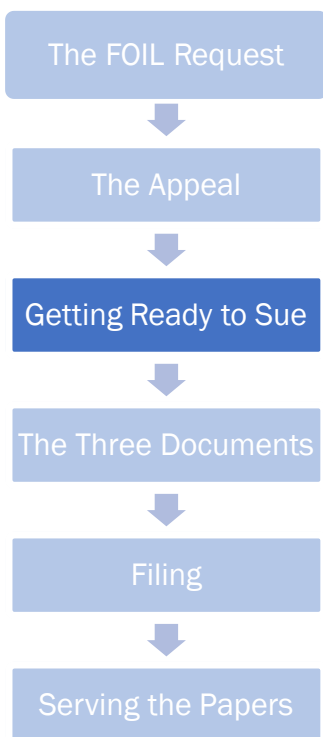 The FOIL Request
The Appeal
Getting Ready to Sue
The Three Documents
Filing
Serving the Papers